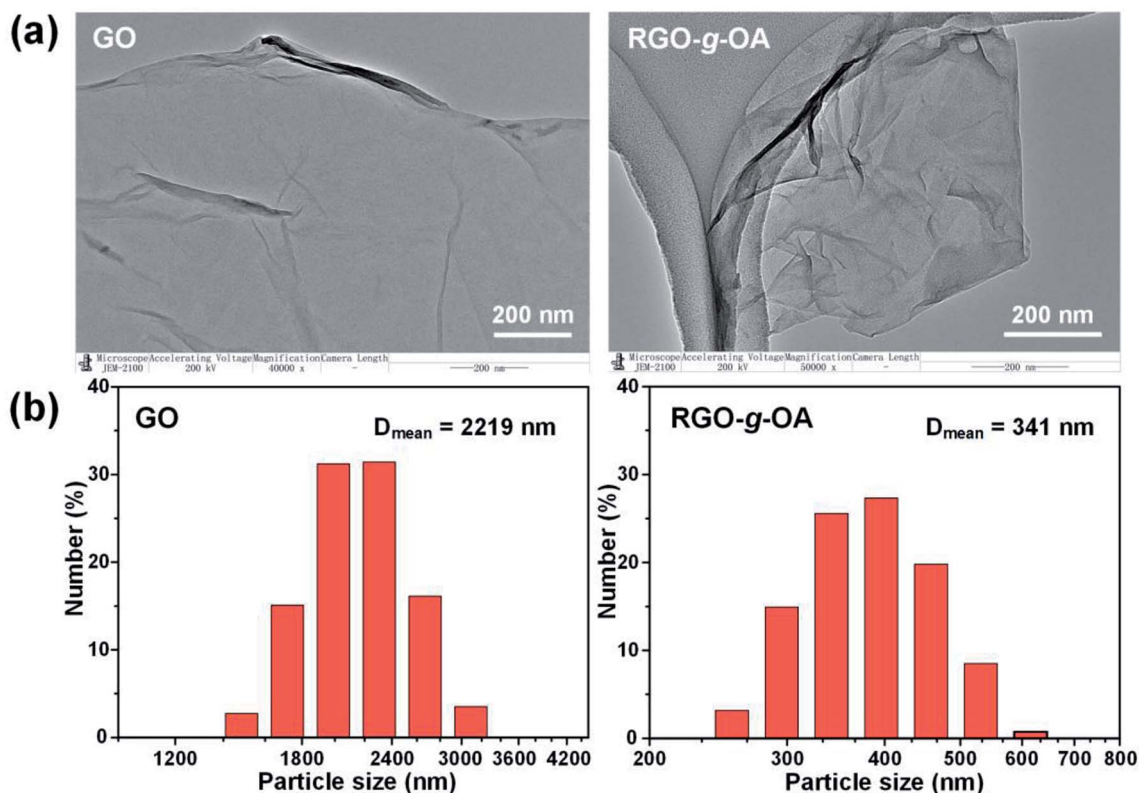 (a)
GO
200 nm
Microscope Accelerating Voltage Magnification Camera Length
JEM-2100 200 kV 40000 x - 200 nm
RGO-g-OA
200 nm
Microscope Accelerating Voltage Magnification Camera Length
JEM-2100 200 kV 50000 x - 200 nm
(b)
GO
Dmean = 2219 nm
Number (%)
40
30
20
10
0
1200 1800 2400 3000 3600 4200
Particle size (nm)
RGO-g-OA
Dmean = 341 nm
Number (%)
40
30
20
10
0
200 300 400 500 600 700 800
Particle size (nm)